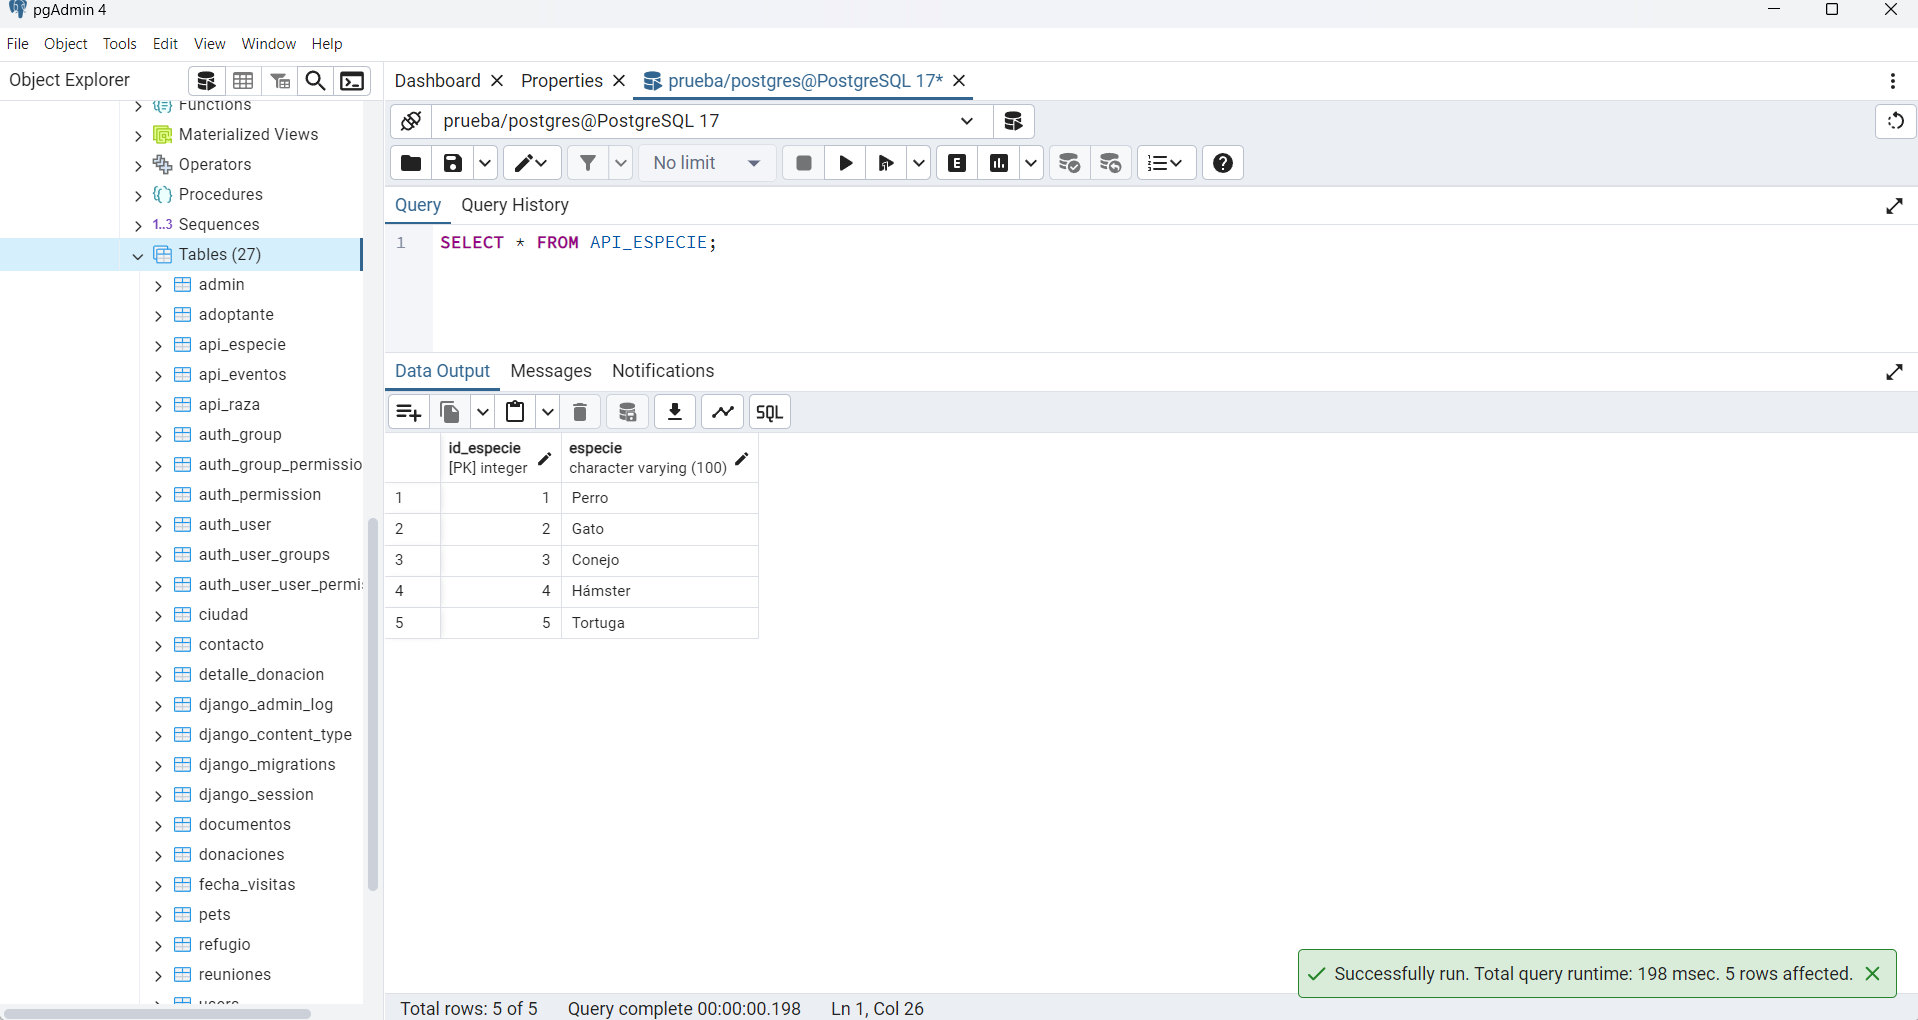 pgAdmin 4
File Object Tools Edit View Window Help
Object Explorer
Dashboard Properties prueba/postgres@PostgreSQL 17*
Functions
Materialized Views
Operators
Procedures
1..3 Sequences
Tables (27)
admin
adoptante
api_especie
api_eventos
api_raza
auth_group
auth_group_permissio
auth_permission
auth_user
auth_user_groups
auth_user_user_permi
ciudad
contacto
detalle_donacion
django_admin_log
django_content_type
django_migrations
django_session
documentos
donaciones
fecha_visitas
pets
refugio
reuniones
users
prueba/postgres@PostgreSQL 17
No limit
E
Query Query History
1 SELECT * FROM API_ESPECIE;
Data Output Messages Notifications
SQL
id_especie especie
[PK] integer character varying (100)
1 1 Perro
2 2 Gato
3 3 Conejo
4 4 Hámster
5 5 Tortuga
Successfully run. Total query runtime: 198 msec. 5 rows affected.
Total rows: 5 of 5 Query complete 00:00:00.198 Ln 1, Col 26